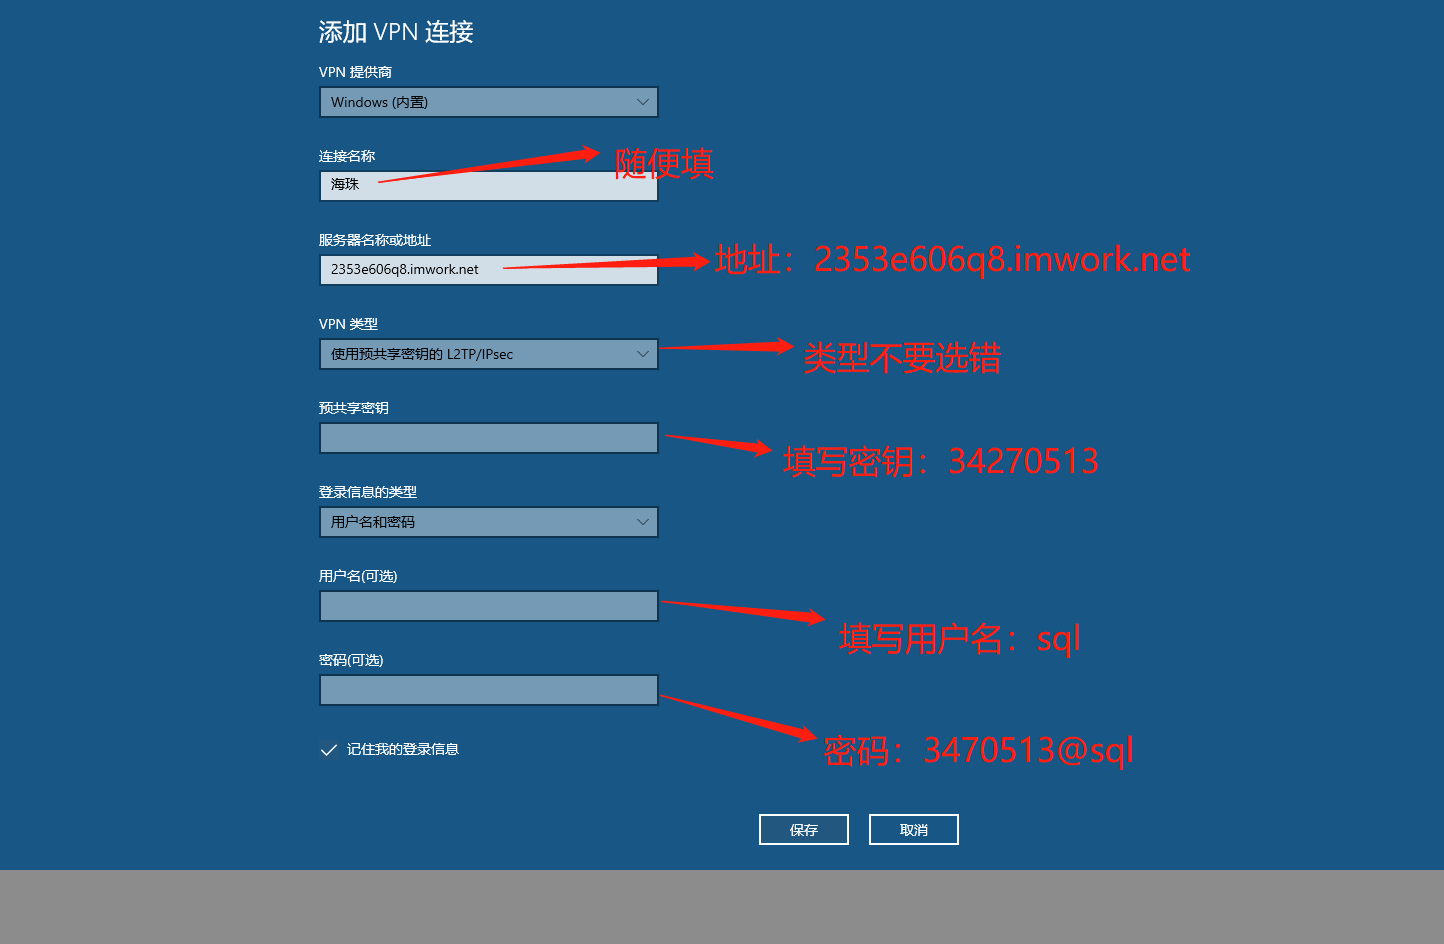 添加 VPN 连接
VPN 提供商
Windows (内置)
连接名称
海珠
随便填
服务器名称或地址
2353e606q8.imwork.net
地址：2353e606q8.imwork.net
VPN 类型
使用预共享密钥的 L2TP/IPsec
类型不要选错
预共享密钥
填写密钥：34270513
登录信息的类型
用户名和密码
用户名(可选)
填写用户名：sql
密码(可选)
密码：3470513@sql
记住我的登录信息
保存
取消